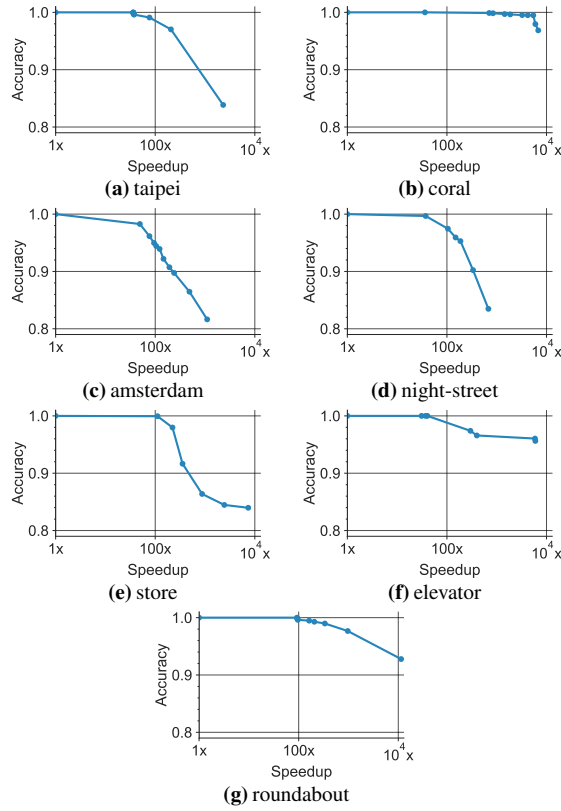 1.0
0.9
0.8
Accuracy
1x
100x
10^4 x
Speedup
(a) taipei
1.0
0.9
0.8
Accuracy
1x
100x
10^4 x
Speedup
(b) coral
1.0
0.9
0.8
Accuracy
1x
100x
10^4 x
Speedup
(c) amsterdam
1.0
0.9
0.8
Accuracy
1x
100x
10^4 x
Speedup
(d) night-street
1.0
0.9
0.8
Accuracy
1x
100x
10^4 x
Speedup
(e) store
1.0
0.9
0.8
Accuracy
1x
100x
10^4 x
Speedup
(f) elevator
1.0
0.9
0.8
Accuracy
1x
100x
10^4 x
Speedup
(g) roundabout